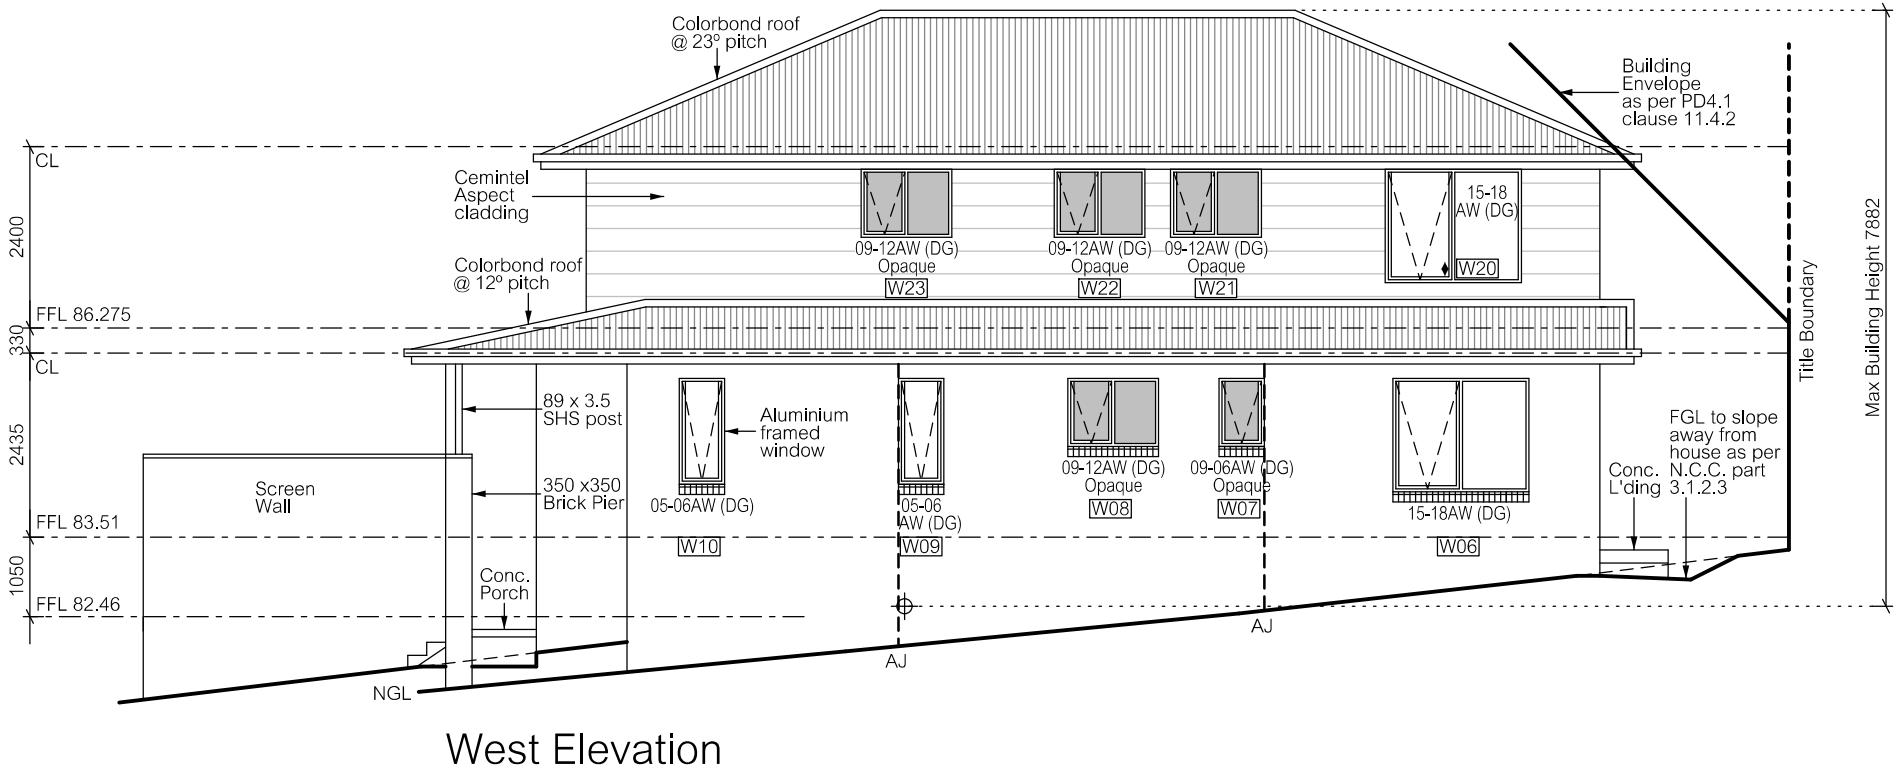 Colorbond roof
@ 23º pitch
Building
Envelope
as per PD4.1
clause 11.4.2
CL
Cemintel
Aspect
cladding
15-18
AW (DG)
W20
09-12AW (DG)
Opaque
W23
09-12AW (DG)
Opaque
W22
09-12AW (DG)
Opaque
W21
2400
Colorbond roof
@ 12º pitch
Max Building Height 7882
Title Boundary
FFL 86.275
330
CL
89 x 3.5
SHS post
Aluminium
framed
window
2435
Screen
Wall
350 x350
Brick Pier
05-06AW (DG)
W10
05-06
AW (DG)
W09
09-12AW (DG)
Opaque
W08
09-06AW (DG)
Opaque
W07
15-18AW (DG)
W06
Conc.
L'ding
FGL to slope
away from
house as per
N.C.C. part
3.1.2.3
FFL 83.51
1050
Conc.
Porch
FFL 82.46
AJ
AJ
NGL
West Elevation